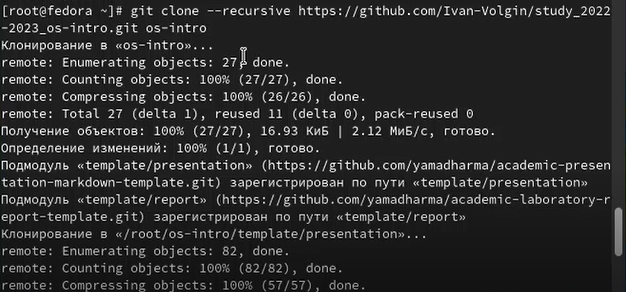 [root@fedora ~]# git clone --recursive https://github.com/Ivan-Volgin/study_2022
-2023_os-intro.git os-intro
Клонирование в «os-intro»...
remote: Enumerating objects: 27, done.
remote: Counting objects: 100% (27/27), done.
remote: Compressing objects: 100% (26/26), done.
remote: Total 27 (delta 1), reused 11 (delta 0), pack-reused 0
Получение объектов: 100% (27/27), 16.93 КиБ | 2.12 МиБ/с, готово.
Определение изменений: 100% (1/1), готово.
Подмодуль «template/presentation» (https://github.com/yamadharma/academic-presen
tation-markdown-template.git) зарегистрирован по пути «template/presentation»
Подмодуль «template/report» (https://github.com/yamadharma/academic-laboratory-r
eport-template.git) зарегистрирован по пути «template/report»
Клонирование в «/root/os-intro/template/presentation»...
remote: Enumerating objects: 82, done.
remote: Counting objects: 100% (82/82), done.
remote: Compressing objects: 100% (57/57), done.